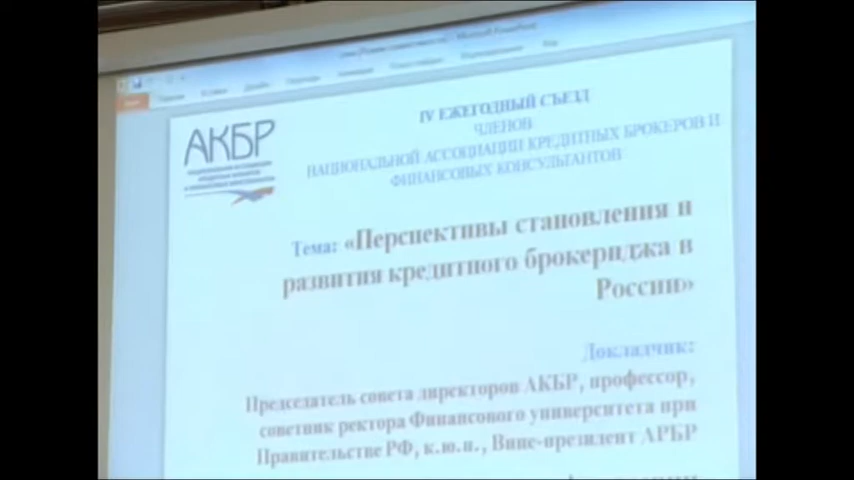 IV ЕЖЕГОДНЫЙ СЪЕЗД
ЧЛЕНОВ
НАЦИОНАЛЬНОЙ АССОЦИАЦИИ КРЕДИТНЫХ БРОКЕРОВ И
ФИНАНСОВЫХ КОНСУЛЬТАНТОВ
АКБР
Тема: «Перспективы становления и
развития кредитного брокериджа в
России»
Докладчик:
Председатель совета директоров АКБР, профессор,
советник ректора Финансового университета при
Правительстве РФ, к.ю.н., Вице-президент АРБР